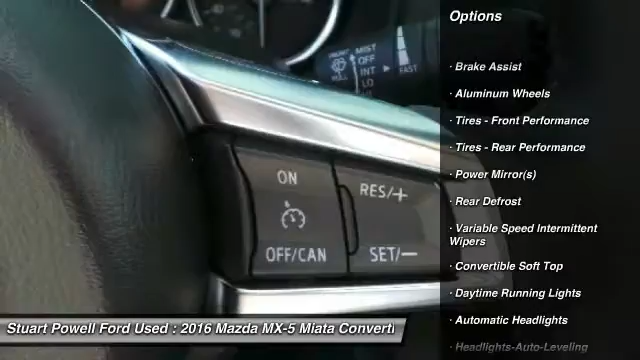 Options
· Brake Assist
· Aluminum Wheels
· Tires - Front Performance
· Tires - Rear Performance
· Power Mirror(s)
· Rear Defrost
· Variable Speed Intermittent
Wipers
· Convertible Soft Top
· Daytime Running Lights
· Automatic Headlights
· Headlights-Auto-Leveling
FRONT
PULL
MIST
OFF
INT
LO
FAST
ON
OFF/CAN
RES/+
SET/—
Stuart Powell Ford Used : 2016 Mazda MX-5 Miata Converti